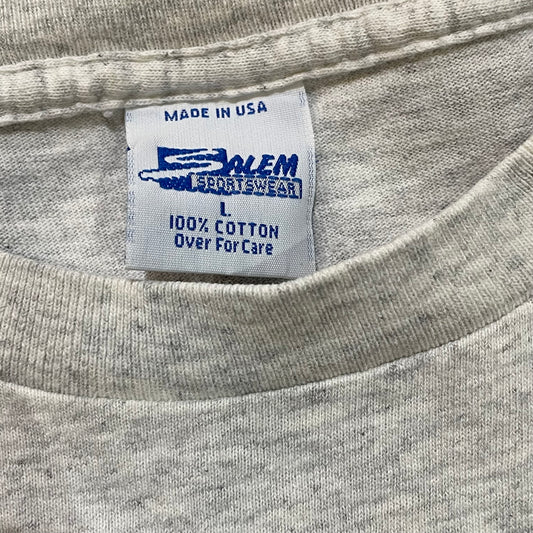 MADE IN USA
SALEM
SPORTSWEAR
L
100% COTTON
Over For Care